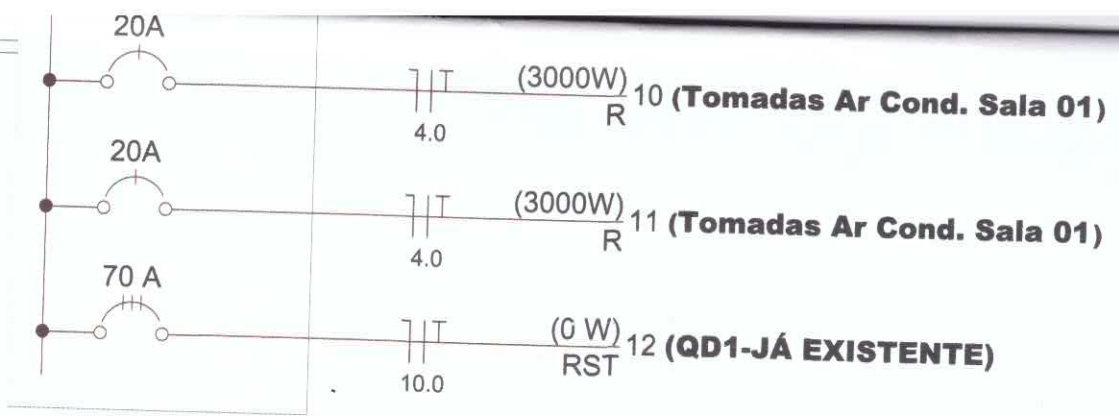 20A
(3000W)
R
10 (Tomadas Ar Cond. Sala 01)
4.0
20A
(3000W)
R
11 (Tomadas Ar Cond. Sala 01)
4.0
70 A
(0 W)
RST
12 (QD1-JÁ EXISTENTE)
10.0